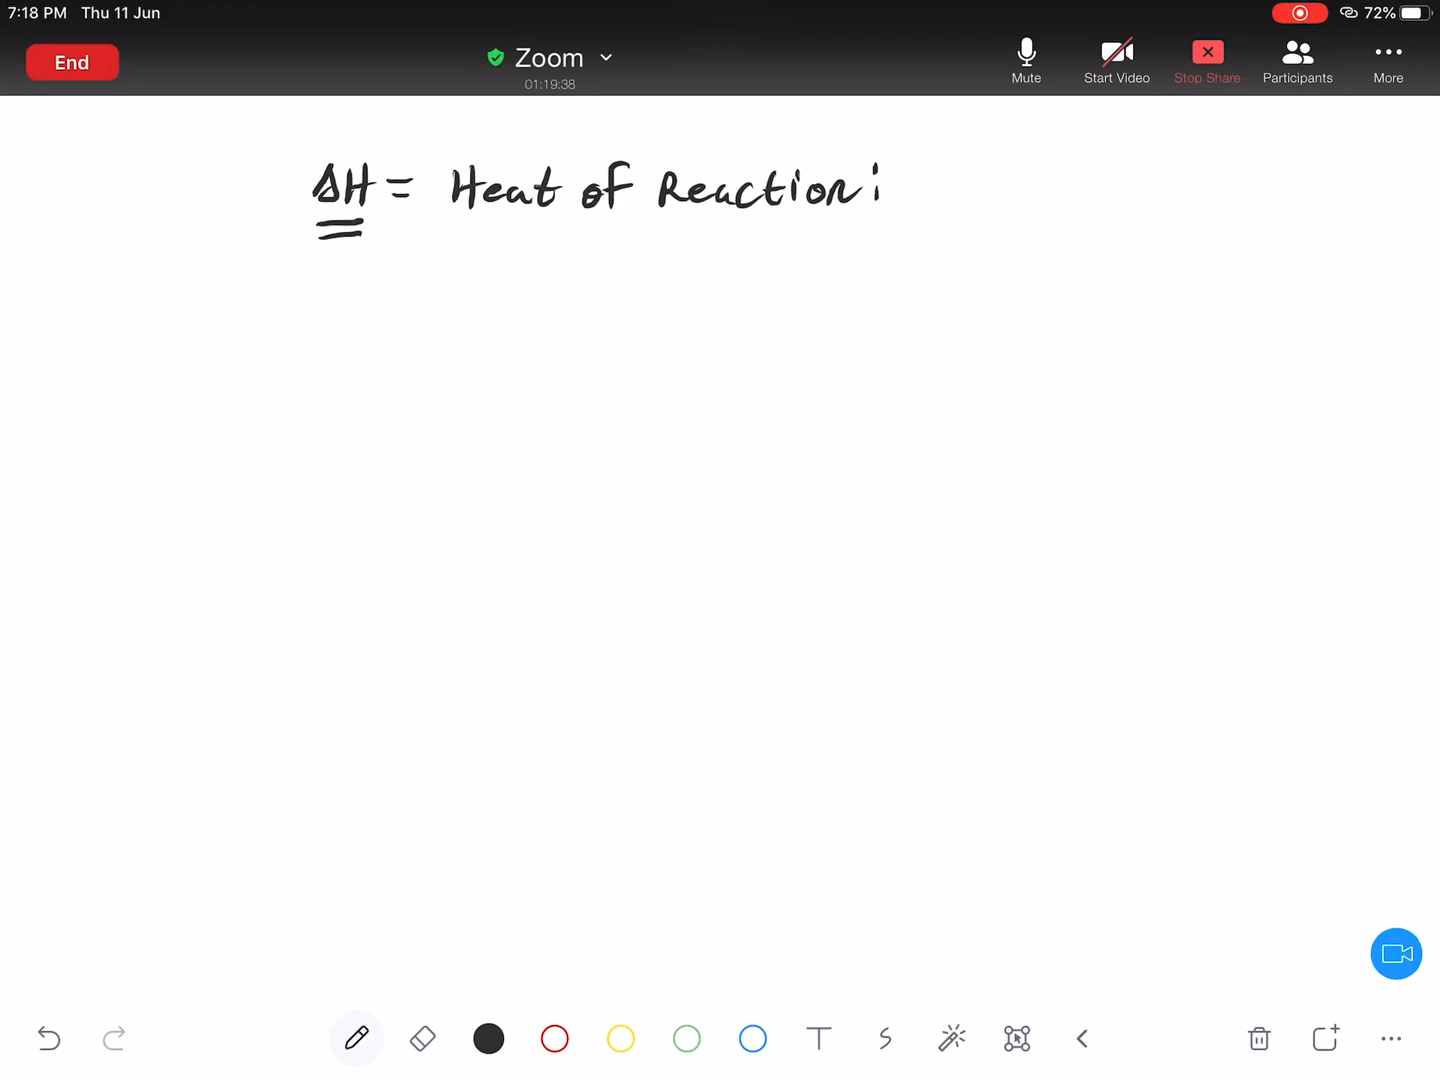 7:18 PM Thu 11 Jun
72%
End
Zoom
01:19:38
Mute
Start Video
Stop Share
Participants
More
ΔH = Heat of Reaction:
T